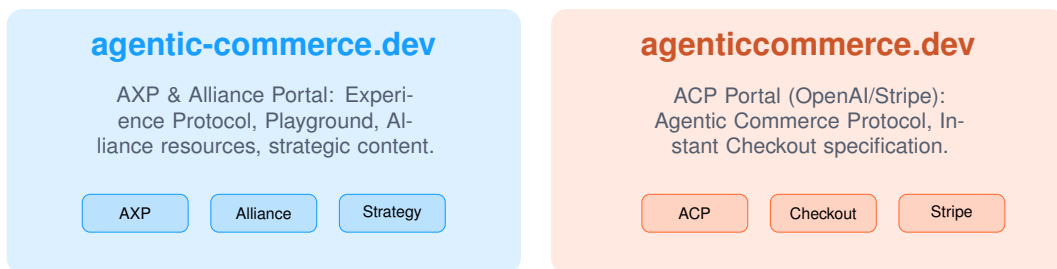 agentic-commerce.dev
AXP & Alliance Portal: Experi-
ence Protocol, Playground, Al-
liance resources, strategic content.
AXP
Alliance
Strategy
agenticcommerce.dev
ACP Portal (OpenAI/Stripe):
Agentic Commerce Protocol, In-
stant Checkout specification.
ACP
Checkout
Stripe